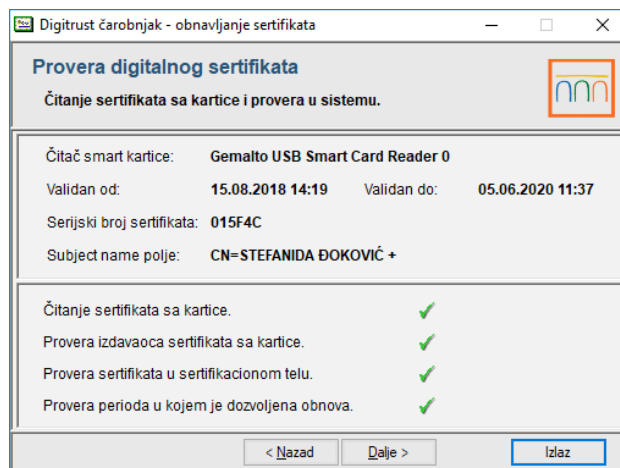 Digitrust čarobnjak - obnavljanje sertifikata
Provera digitalnog sertifikata
Čitanje sertifikata sa kartice i provera u sistemu.
Čitač smart kartice: Gemalto USB Smart Card Reader 0
Validan od: 15.08.2018 14:19 Validan do: 05.06.2020 11:37
Serijski broj sertifikata: 015F4C
Subject name polje: CN=STEFANIDA ĐOKOVIĆ +
Čitanje sertifikata sa kartice.
Provera izdavaoca sertifikata sa kartice.
Provera sertifikata u sertifikacionom telu.
Provera perioda u kojem je dozvoljena obnova.
< Nazad Dalje > Izlaz